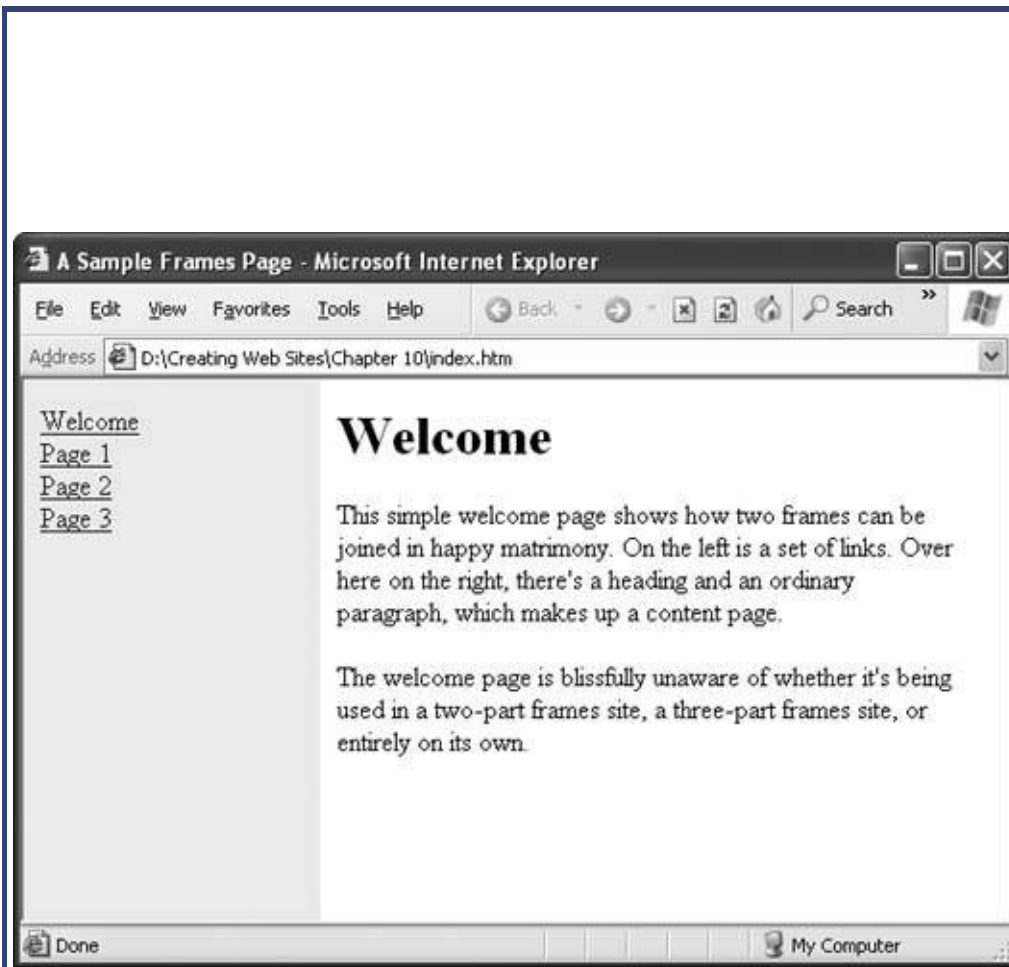 A Sample Frames Page - Microsoft Internet Explorer
File Edit View Favorites Tools Help Back Search »
Address D:\Creating Web Sites\Chapter 10\index.htm
Welcome
Page 1
Page 2
Page 3
Welcome
This simple welcome page shows how two frames can be
joined in happy matrimony. On the left is a set of links. Over
here on the right, there's a heading and an ordinary
paragraph, which makes up a content page.
The welcome page is blissfully unaware of whether it's being
used in a two-part frames site, a three-part frames site, or
entirely on its own.
Done My Computer